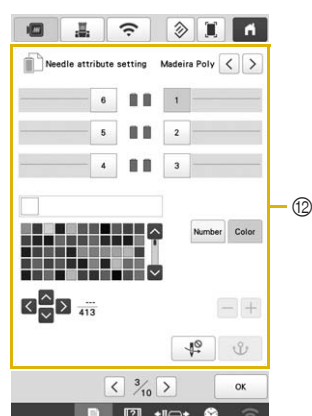 Needle attribute setting Madeira Poly
6 1
5 2
4 3
⑫
Number Color
---
413
3/10 OK